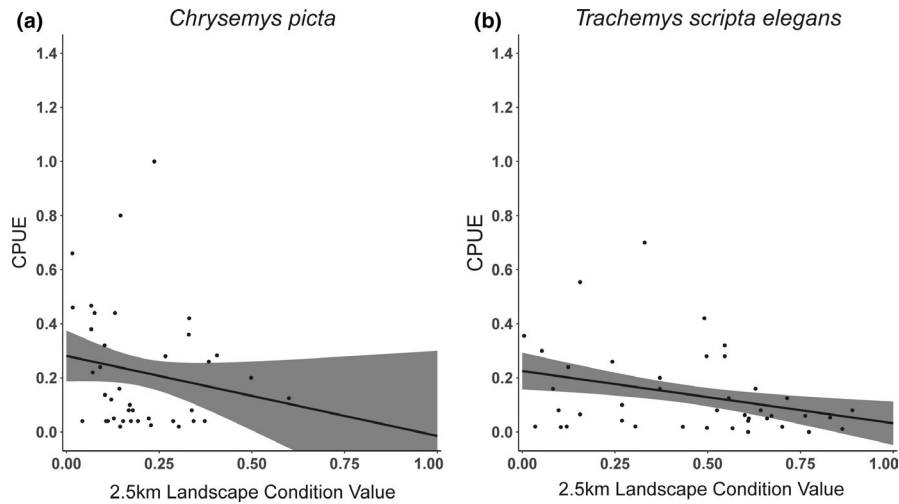 (a) Chrysemys picta
1.4
1.2
1.0
0.8
0.6
0.4
0.2
0.0
CPUE
0.00 0.25 0.50 0.75 1.00
2.5km Landscape Condition Value
(b) Trachemys scripta elegans
1.4
1.2
1.0
0.8
0.6
0.4
0.2
0.0
CPUE
0.00 0.25 0.50 0.75 1.00
2.5km Landscape Condition Value